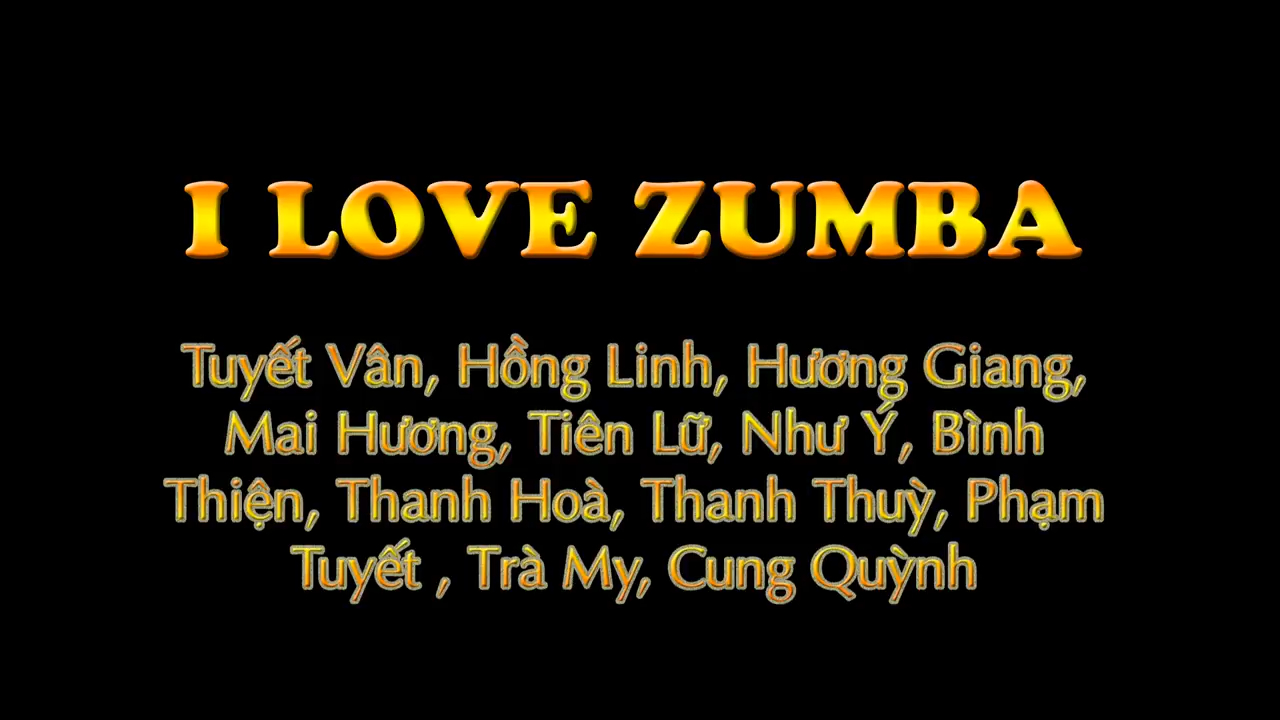 I LOVE ZUMBA
Tuyết Vân, Hồng Linh, Hương Giang,
Mai Hương, Tiên Lữ, Như Ý, Bình
Thiện, Thanh Hoà, Thanh Thuỳ, Phạm
Tuyết , Trà My, Cung Quỳnh